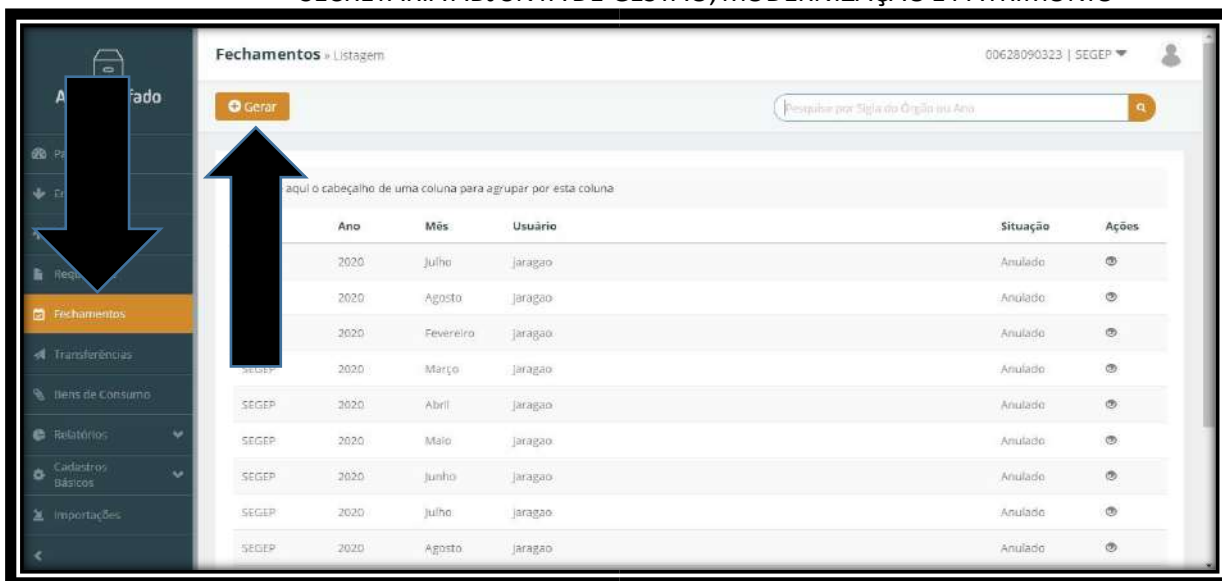 SECRETARIA ADJUNTA DE GESTÃO, MODERNIZAÇÃO E PATRIMÔNIO
Fechamentos » Listagem
00628090323 | SEGEP
Gerar
Pesquise por Sigla do Órgão ou Ano
aqui o cabeçalho de uma coluna para agrupar por esta coluna
Ano Mês Usuário Situação Ações
2020 Julho jaragao Anulado
2020 Agosto jaragao Anulado
2020 Fevereiro jaragao Anulado
SEGEP 2020 Março jaragao Anulado
SEGEP 2020 Abril jaragao Anulado
SEGEP 2020 Maio jaragao Anulado
SEGEP 2020 Junho jaragao Anulado
SEGEP 2020 Julho jaragao Anulado
SEGEP 2020 Agosto jaragao Anulado
Fechamentos
Transferências
Bens de Consumo
Relatórios
Cadastros
Básicos
Importações